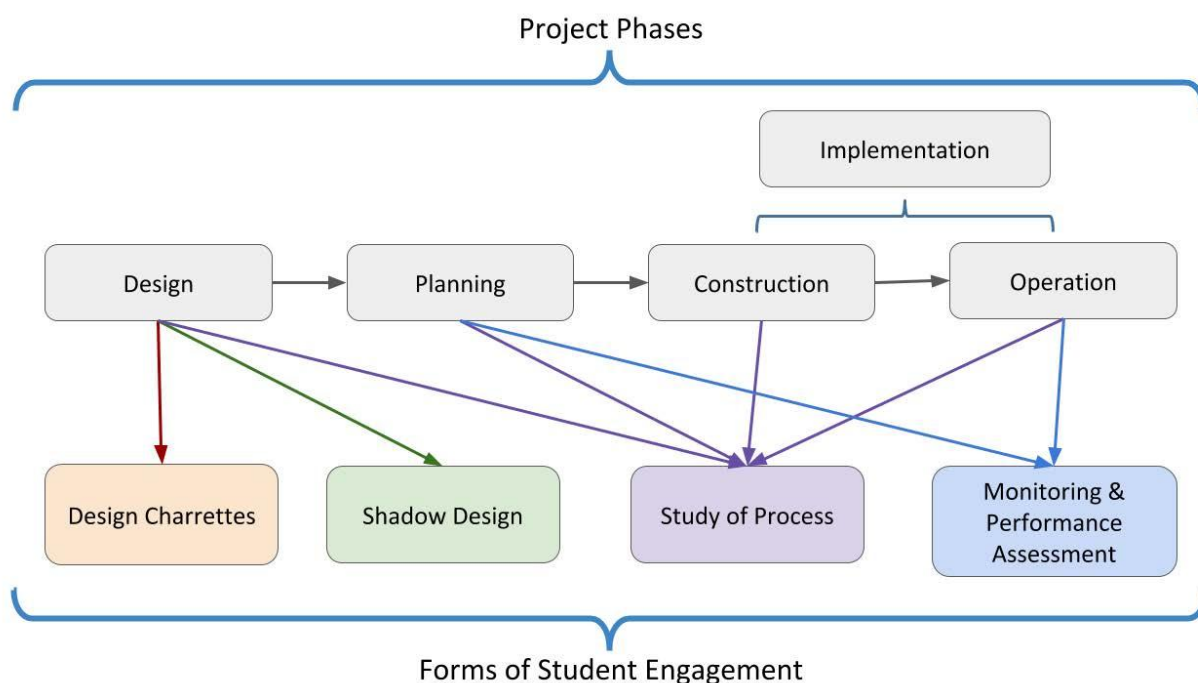 Project Phases
Implementation
Design
Planning
Construction
Operation
Design Charrettes
Shadow Design
Study of Process
Monitoring &
Performance
Assessment
Forms of Student Engagement